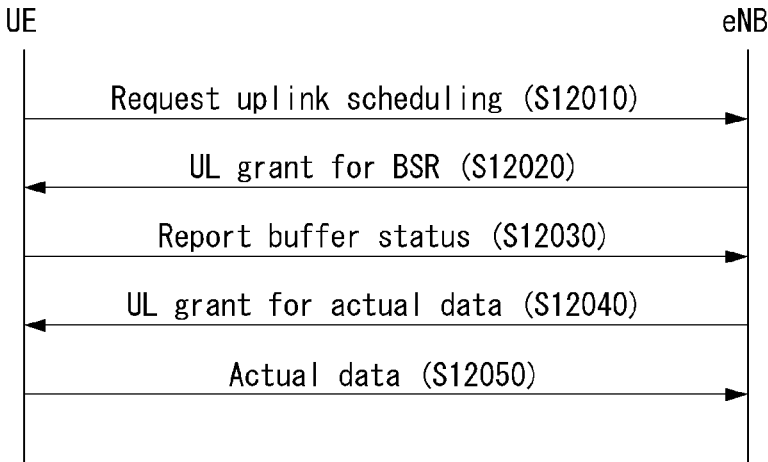 UE eNB
Request uplink scheduling (S12010)
UL grant for BSR (S12020)
Report buffer status (S12030)
UL grant for actual data (S12040)
Actual data (S12050)